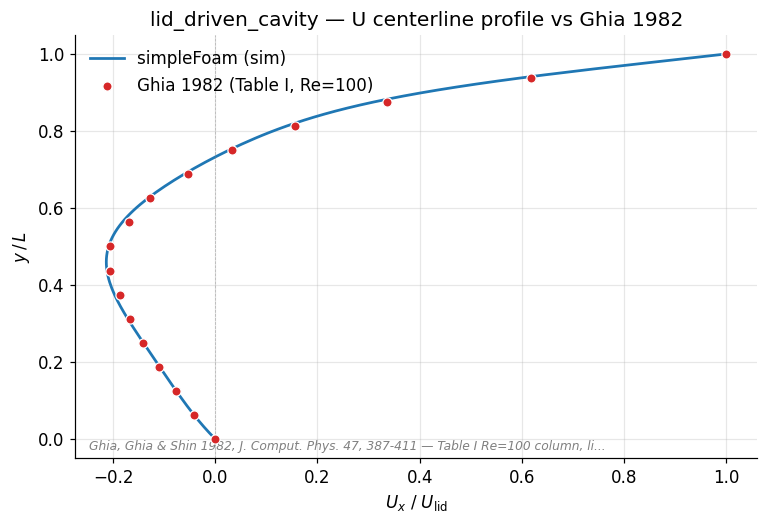 lid_driven_cavity — U centerline profile vs Ghia 1982
simpleFoam (sim)
Ghia 1982 (Table I, Re=100)
1.0
0.8
0.6
0.4
0.2
0.0
y / L
Ghia, Ghia & Shin 1982, J. Comput. Phys. 47, 387-411 — Table I Re=100 column, li...
−0.2 0.0 0.2 0.4 0.6 0.8 1.0
Uₓ / U_lid